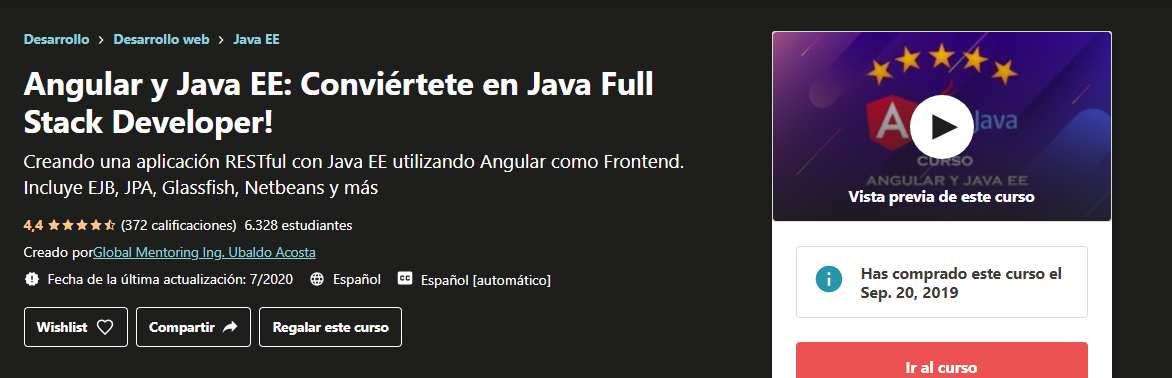 Desarrollo > Desarrollo web > Java EE
Angular y Java EE: Conviértete en Java Full
Stack Developer!
Creando una aplicación RESTful con Java EE utilizando Angular como Frontend.
Incluye EJB, JPA, Glassfish, Netbeans y más
4,4 (372 calificaciones) 6.328 estudiantes
Creado porGlobal Mentoring Ing. Ubaldo Acosta
Fecha de la última actualización: 7/2020 Español CC Español [automático]
Wishlist Compartir Regalar este curso
A Java
CURSO
ANGULAR Y JAVA EE
Vista previa de este curso
Has comprado este curso el
Sep. 20, 2019
Ir al curso